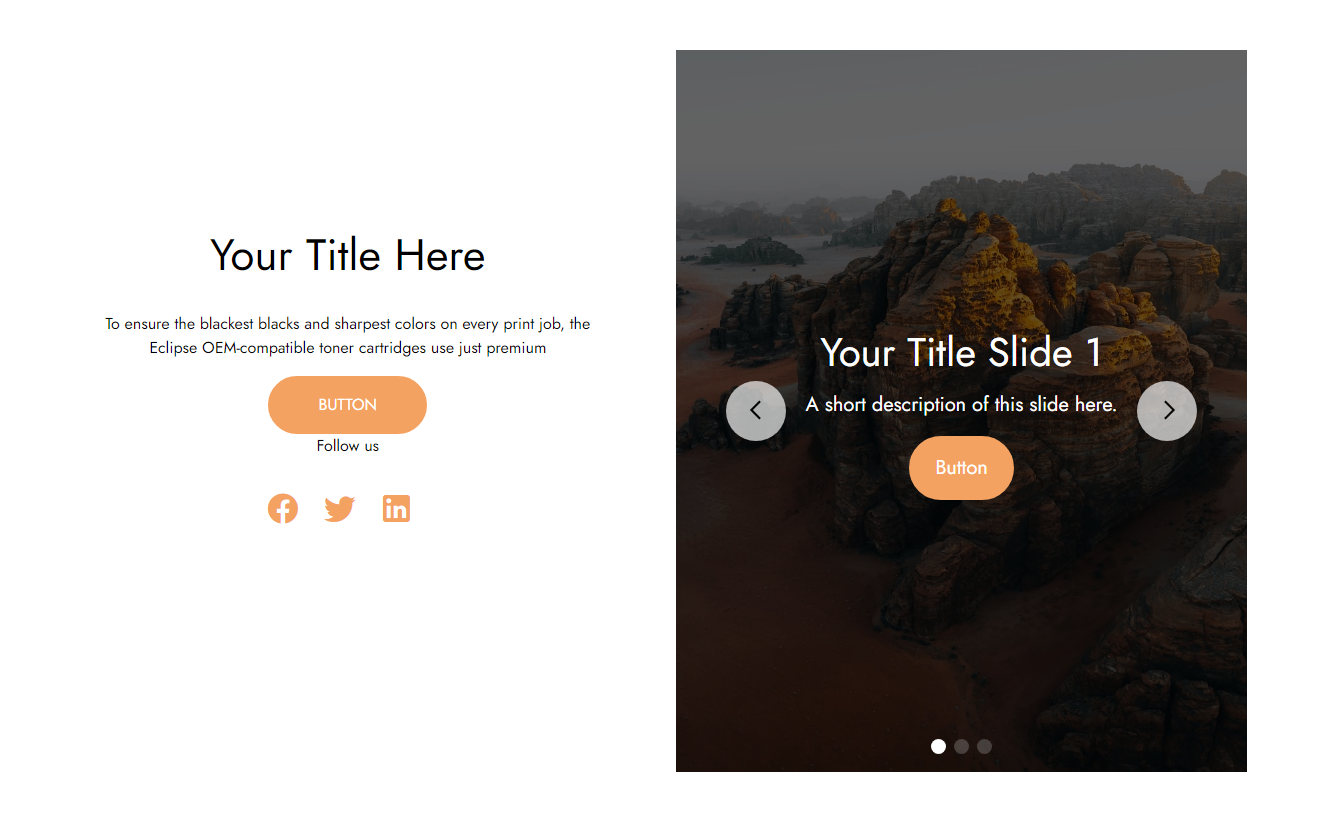 Your Title Here
To ensure the blackest blacks and sharpest colors on every print job, the
Eclipse OEM-compatible toner cartridges use just premium
BUTTON
Follow us
Your Title Slide 1
A short description of this slide here.
Button